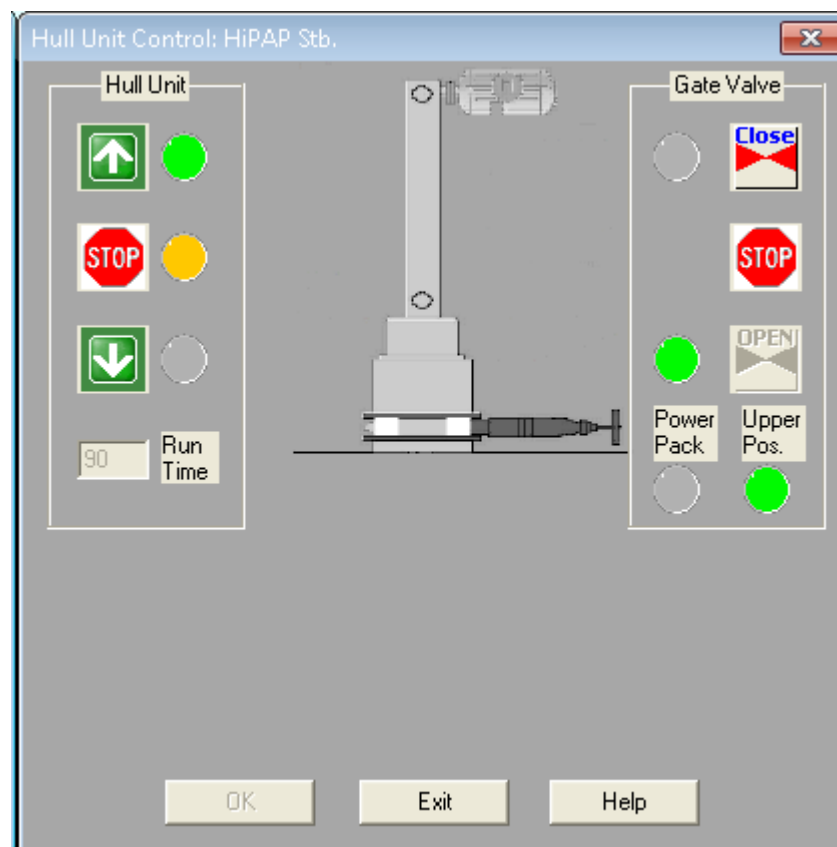 Hull Unit Control: HiPAP Stb.
Hull Unit
STOP
90
Run
Time
Gate Valve
Close
STOP
OPEN
Power
Pack
Upper
Pos.
OK
Exit
Help